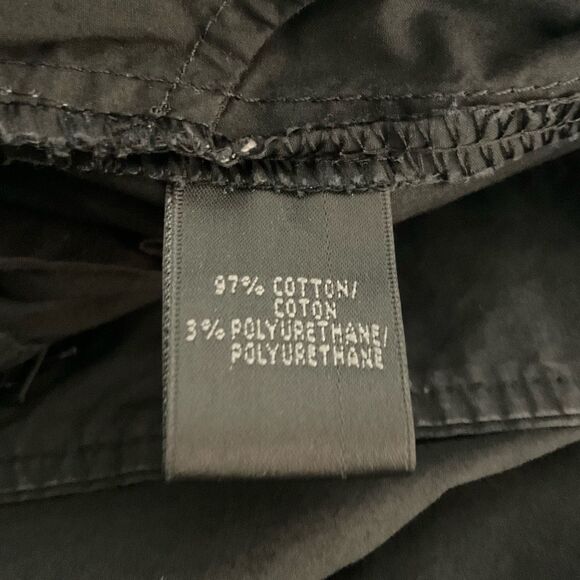 97% COTTON/
COTON
3% POLYURETHANE/
POLYURETHANE